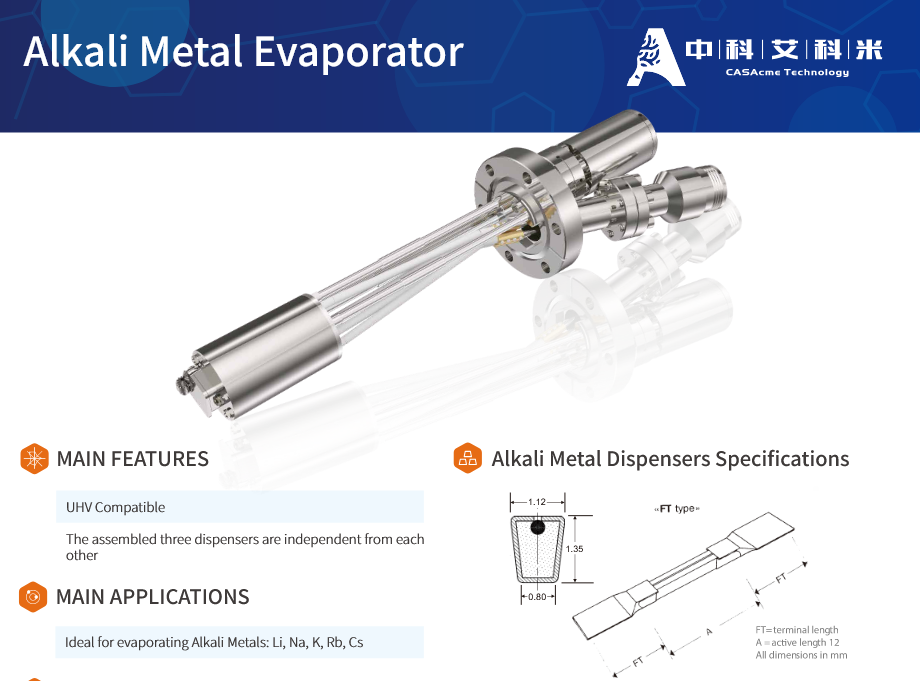 Alkali Metal Evaporator
中科艾科米
CASAcme Technology
MAIN FEATURES
UHV Compatible
The assembled three dispensers are independent from each
other
MAIN APPLICATIONS
Ideal for evaporating Alkali Metals: Li, Na, K, Rb, Cs
Alkali Metal Dispensers Specifications
1.12
1.35
0.80
«FT type»
FT
A
FT
FT=terminal length
A =active length 12
All dimensions in mm